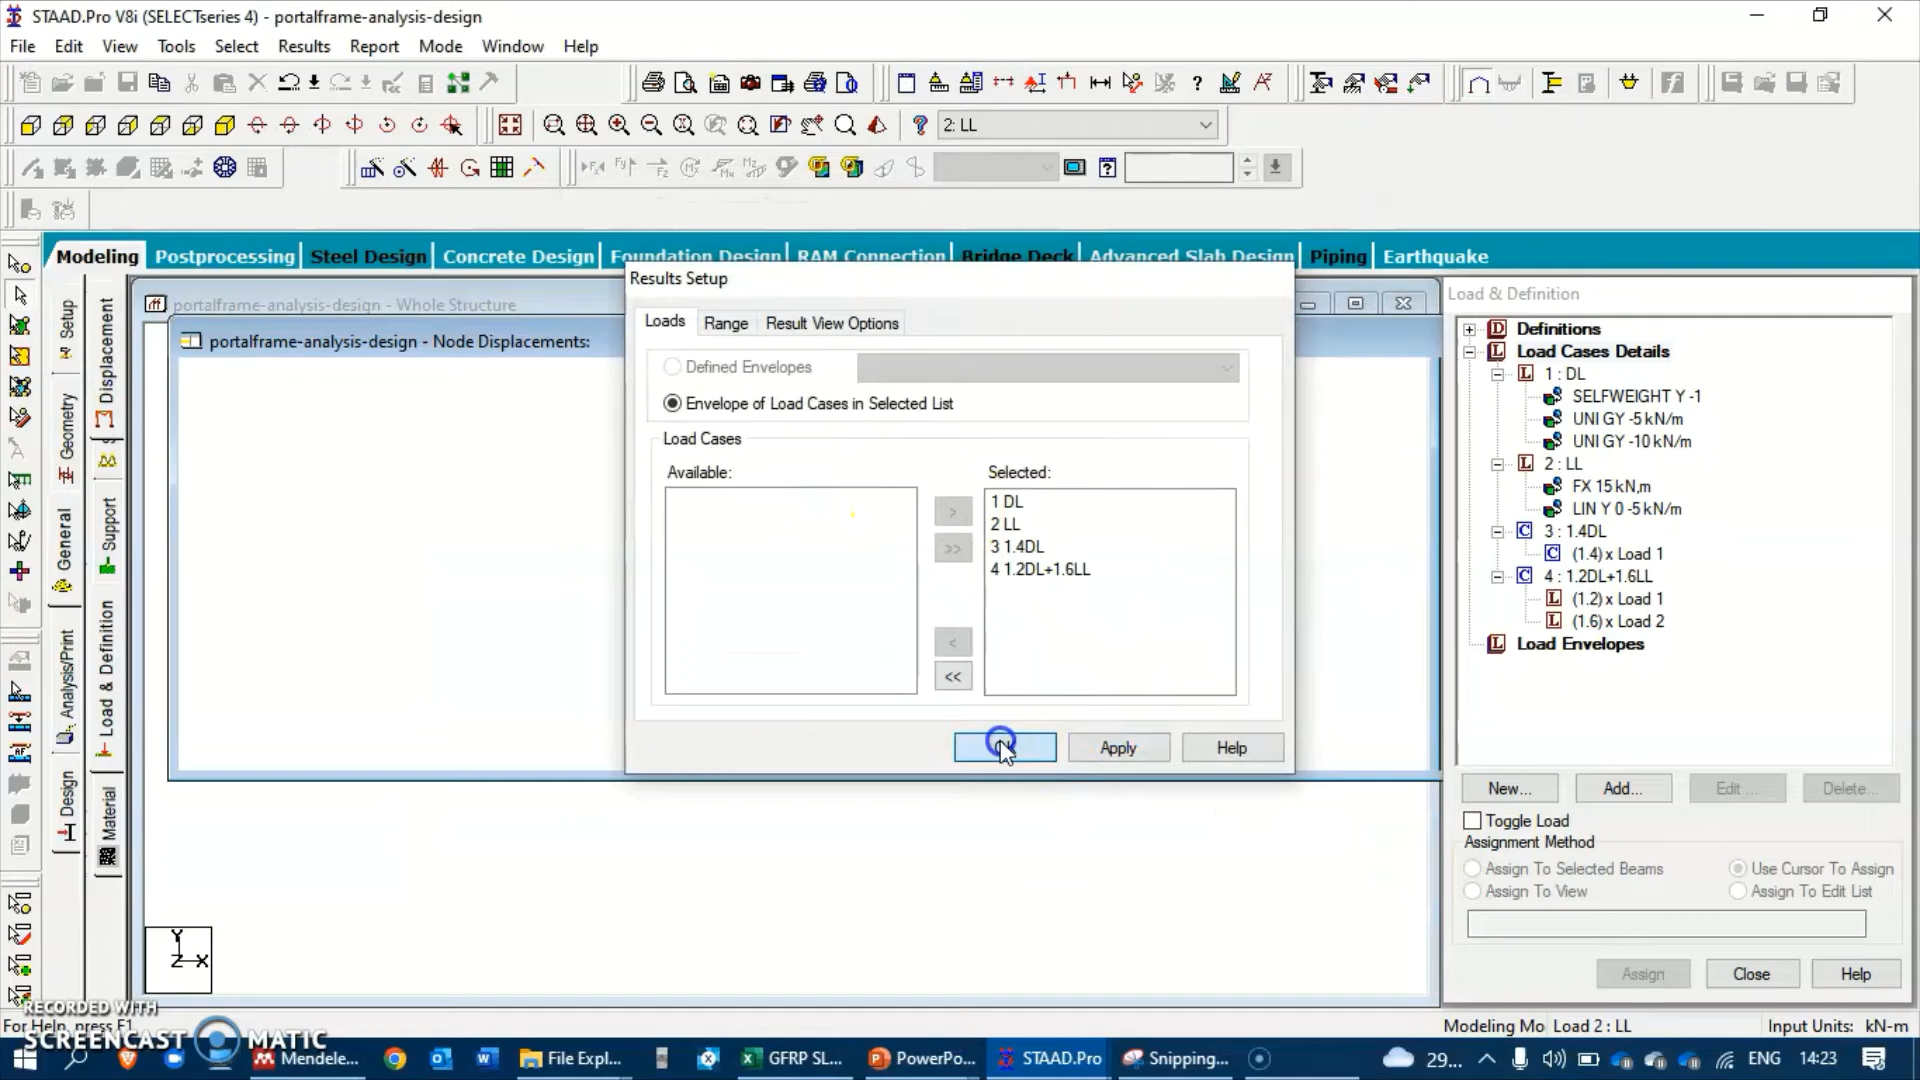 STAAD.Pro V8i (SELECTseries 4) - portalframe-analysis-design
File Edit View Tools Select Results Report Mode Window Help
2: LL
Modeling Postprocessing Steel Design Concrete Design Foundation Design RAM Connection Bridge Deck Advanced Slab Design Piping Earthquake
Setup
Geometry
General
Analysis/Print
Design
Displacement
Support
Load & Definition
Material
portalframe-analysis-design - Whole Structure
portalframe-analysis-design - Node Displacements:
Results Setup
Loads Range Result View Options
Defined Envelopes
Envelope of Load Cases in Selected List
Load Cases
Available: Selected:
1 DL
2 LL
3 1.4DL
4 1.2DL+1.6LL
> 
>>
<
<<
Apply Help
Load & Definition
Definitions
Load Cases Details
1 : DL
SELFWEIGHT Y -1
UNI GY -5 kN/m
UNI GY -10 kN/m
2 : LL
FX 15 kN,m
LIN Y 0 -5 kN/m
3 : 1.4DL
(1.4) x Load 1
4 : 1.2DL+1.6LL
(1.2) x Load 1
(1.6) x Load 2
Load Envelopes
New... Add... Edit ... Delete...
Toggle Load
Assignment Method
Assign To Selected Beams Use Cursor To Assign
Assign To View Assign To Edit List
Assign Close Help
Y
Z X
RECORDED WITH
SCREENCAST MATIC
For Help, press F1
Modeling Mo Load 2 : LL Input Units: kN-m
Mendele... File Expl... GFRP SL... PowerPo... STAAD.Pro Snipping... 29... ENG 14:23